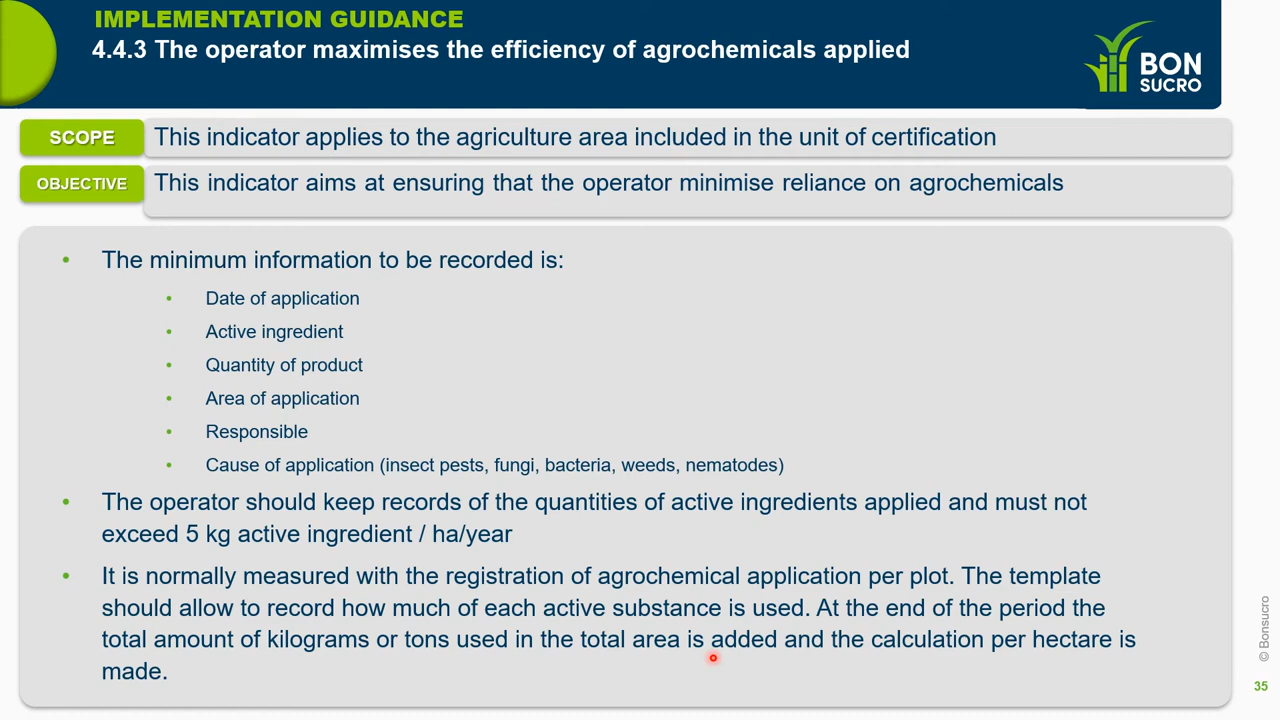 IMPLEMENTATION GUIDANCE
4.4.3 The operator maximises the efficiency of agrochemicals applied
BON
SUCRO
SCOPE
This indicator applies to the agriculture area included in the unit of certification
OBJECTIVE
This indicator aims at ensuring that the operator minimise reliance on agrochemicals
• The minimum information to be recorded is:
• Date of application
• Active ingredient
• Quantity of product
• Area of application
• Responsible
• Cause of application (insect pests, fungi, bacteria, weeds, nematodes)
• The operator should keep records of the quantities of active ingredients applied and must not
exceed 5 kg active ingredient / ha/year
• It is normally measured with the registration of agrochemical application per plot. The template
should allow to record how much of each active substance is used. At the end of the period the
total amount of kilograms or tons used in the total area is added and the calculation per hectare is
made.
© Bonsucro
35